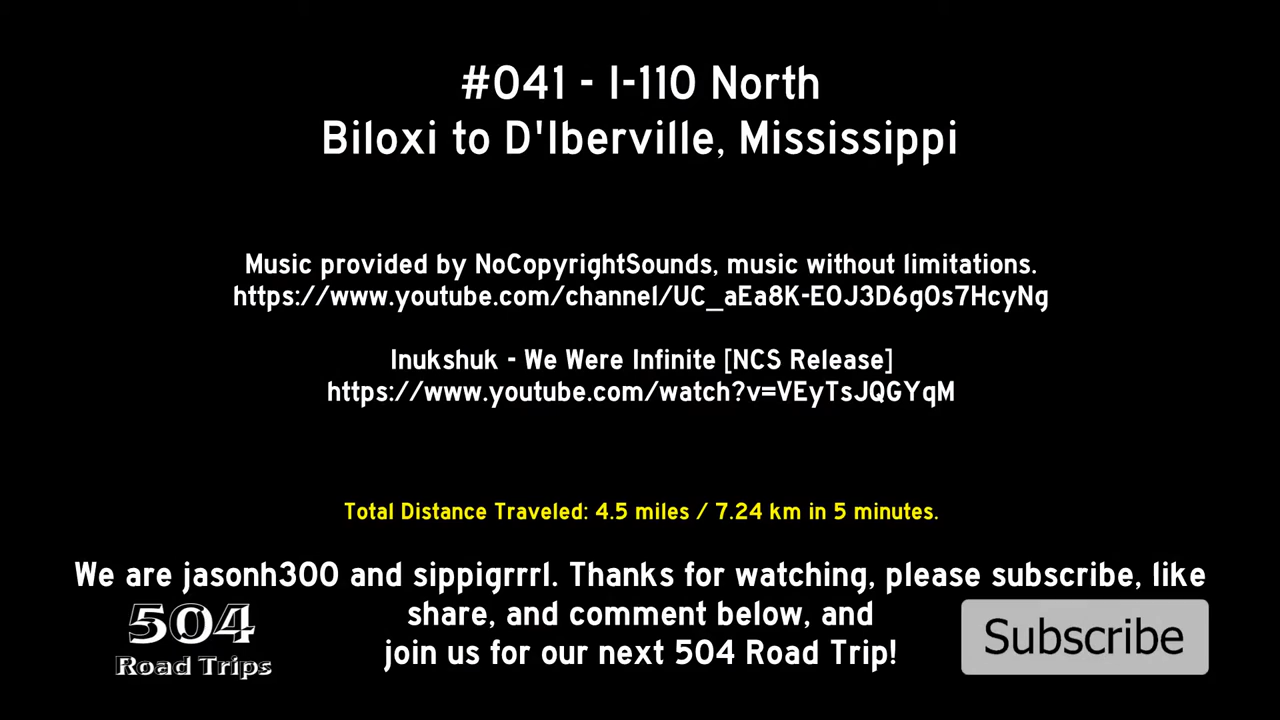 #041 - I-110 North
Biloxi to D'Iberville, Mississippi
Music provided by NoCopyrightSounds, music without limitations.
https://www.youtube.com/channel/UC_aEa8K-EOJ3D6gOs7HcyNg
Inukshuk - We Were Infinite [NCS Release]
https://www.youtube.com/watch?v=VEyTsJQGYqM
Total Distance Traveled: 4.5 miles / 7.24 km in 5 minutes.
We are jasonh300 and sippigrrrl. Thanks for watching, please subscribe, like
share, and comment below, and
join us for our next 504 Road Trip!
504
Road Trips
Subscribe